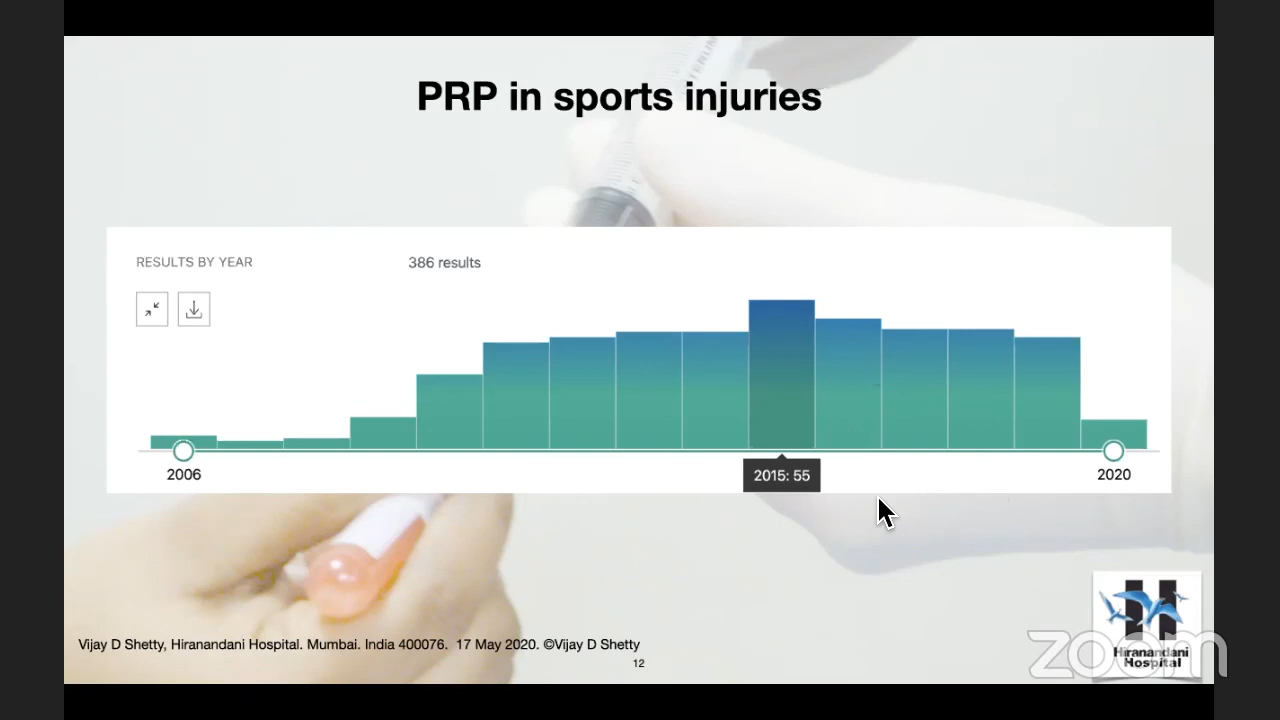 TERUMO
PRP in sports injuries
RESULTS BY YEAR
386 results
2006
2015: 55
2020
Vijay D Shetty, Hiranandani Hospital. Mumbai. India 400076. 17 May 2020. ©Vijay D Shetty
12
H
Hiranandani
Hospital
zoom